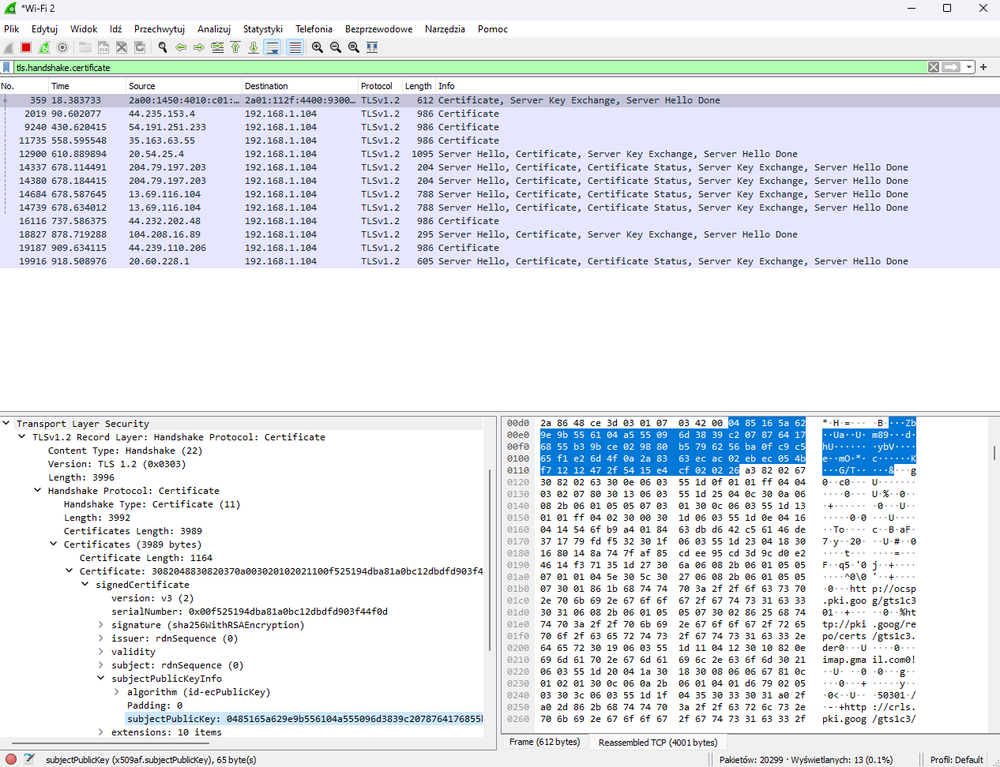 *Wi-Fi 2
Plik Edytuj Widok Idź Przechwytuj Analizuj Statystyki Telefonia Bezprzewodowe Narzędzia Pomoc
tls.handshake.certificate
No. Time Source Destination Protocol Length Info
359 18.383733 2a00:1450:4010:c01:… 2a01:112f:4400:9300… TLSv1.2 612 Certificate, Server Key Exchange, Server Hello Done
2019 90.602077 44.235.153.4 192.168.1.104 TLSv1.2 986 Certificate
9240 430.620415 54.191.251.233 192.168.1.104 TLSv1.2 986 Certificate
11735 558.595548 35.163.63.55 192.168.1.104 TLSv1.2 986 Certificate
12900 610.889894 20.54.25.4 192.168.1.104 TLSv1.2 1095 Server Hello, Certificate, Server Key Exchange, Server Hello Done
14337 678.114491 204.79.197.203 192.168.1.104 TLSv1.2 204 Server Hello, Certificate, Certificate Status, Server Key Exchange, Server Hello Done
14380 678.184415 204.79.197.203 192.168.1.104 TLSv1.2 204 Server Hello, Certificate, Certificate Status, Server Key Exchange, Server Hello Done
14684 678.587645 13.69.116.104 192.168.1.104 TLSv1.2 788 Server Hello, Certificate, Certificate Status, Server Key Exchange, Server Hello Done
14739 678.634012 13.69.116.104 192.168.1.104 TLSv1.2 788 Server Hello, Certificate, Certificate Status, Server Key Exchange, Server Hello Done
16116 737.586375 44.232.202.48 192.168.1.104 TLSv1.2 986 Certificate
18827 878.719288 104.208.16.89 192.168.1.104 TLSv1.2 295 Server Hello, Certificate, Server Key Exchange, Server Hello Done
19187 909.634115 44.239.110.206 192.168.1.104 TLSv1.2 986 Certificate
19916 918.508976 20.60.228.1 192.168.1.104 TLSv1.2 605 Server Hello, Certificate, Certificate Status, Server Key Exchange, Server Hello Done
Transport Layer Security
TLSv1.2 Record Layer: Handshake Protocol: Certificate
Content Type: Handshake (22)
Version: TLS 1.2 (0x0303)
Length: 3996
Handshake Protocol: Certificate
Handshake Type: Certificate (11)
Length: 3992
Certificates Length: 3989
Certificates (3989 bytes)
Certificate Length: 1164
Certificate: 3082048830820370a003020102021100f525194dba81a0bc12dbdfd903f4
signedCertificate
version: v3 (2)
serialNumber: 0x00f525194dba81a0bc12dbdfd903f44f0d
signature (sha256WithRSAEncryption)
issuer: rdnSequence (0)
validity
subject: rdnSequence (0)
subjectPublicKeyInfo
algorithm (id-ecPublicKey)
Padding: 0
subjectPublicKey: 0485165a629e9b556104a555096d3839c2078764176855
extensions: 10 items
00d0 2a 86 48 ce 3d 03 01 07 03 42 00 04 85 16 5a 62 *·H·=····B····Zb
00e0 9e 9b 55 61 04 a5 55 09 6d 38 39 c2 07 87 64 17 ··Ua··U·m89···d·
00f0 68 55 b3 9b ce 02 98 80 b5 79 62 56 ba 0f c9 c5 hU·······ybV····
0100 65 f1 e2 6d 4f 0a 2a 83 63 ec ac 02 eb ec 05 4b e··mO·*·c······K
0110 f7 12 12 47 2f 54 15 e4 cf 02 02 26 a3 82 02 67 ···G/T·····&···g
0120 30 82 02 63 30 0e 06 03 55 1d 0f 01 01 ff 04 04 0··c0···U·······
0130 03 02 07 80 30 13 06 03 55 1d 25 04 0c 30 0a 06 ····0···U·%··0··
0140 08 2b 06 01 05 05 07 03 01 30 0c 06 03 55 1d 13 ·+·······0···U··
0150 01 01 ff 04 02 30 00 30 1d 06 03 55 1d 0e 04 16 ·····0·0···U····
0160 04 14 54 6f b9 a4 01 84 63 db d6 42 c5 61 46 de ··To····c··B·aF·
0170 37 17 79 fd f5 32 30 1f 06 03 55 1d 23 04 18 30 7·y··20···U·#··0
0180 16 80 14 8a 74 7f af 85 cd ee 95 cd 3d 9c d0 e2 ····t·······=···
0190 46 14 f3 71 35 1d 27 30 6a 06 08 2b 06 01 05 05 F··q5·'0j··+····
01a0 07 01 01 04 5e 30 5c 30 27 06 08 2b 06 01 05 05 ····^0\0'··+····
01b0 07 30 01 86 1b 68 74 74 70 3a 2f 2f 6f 63 73 70 ·0···http://ocsp
01c0 2e 70 6b 69 2e 67 6f 6f 67 2f 67 74 73 31 63 33 .pki.goog/gts1c3
01d0 30 31 06 08 2b 06 01 05 05 07 30 02 86 25 68 74 01··+·····0··%ht
01e0 74 70 3a 2f 2f 70 6b 69 2e 67 6f 6f 67 2f 72 65 tp://pki.goog/re
01f0 70 6f 2f 63 65 72 74 73 2f 67 74 73 31 63 33 2e po/certs/gts1c3.
0200 64 65 72 30 19 06 03 55 1d 11 04 12 30 10 82 0e der0···U····0···
0210 69 6d 61 70 2e 67 6d 61 69 6c 2e 63 6f 6d 30 21 imap.gmail.com0!
0220 06 03 55 1d 20 04 1a 30 18 30 08 06 06 67 81 0c ··U· ··0·0···g··
0230 01 02 01 30 0c 06 0a 2b 06 01 04 01 d6 79 02 05 ···0···+·····y··
0240 03 30 3c 06 03 55 1d 1f 04 35 30 33 30 31 a0 2f ·0<··U···50301·/
0250 a0 2d 86 2b 68 74 74 70 3a 2f 2f 63 72 6c 73 2e ·-·+http://crls.
0260 70 6b 69 2e 67 6f 6f 67 2f 67 74 73 31 63 33 2f pki.goog/gts1c3/
Frame (612 bytes) Reassembled TCP (4001 bytes)
subjectPublicKey (x509af.subjectPublicKey), 65 byte(s) Pakietów: 20299 · Wyświetlanych: 13 (0.1%) Profil: Default